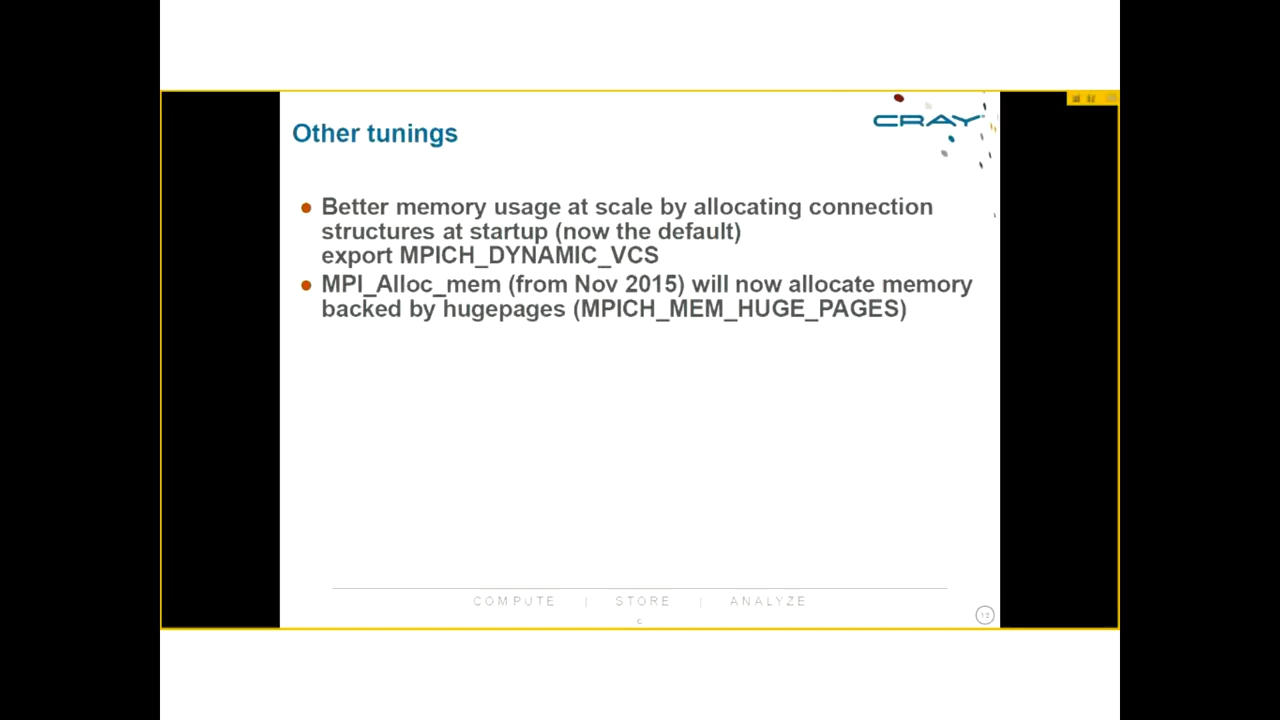 CRAY
Other tunings
Better memory usage at scale by allocating connection
structures at startup (now the default)
export MPICH_DYNAMIC_VCS
MPI_Alloc_mem (from Nov 2015) will now allocate memory
backed by hugepages (MPICH_MEM_HUGE_PAGES)
COMPUTE | STORE | ANALYZE
C
12